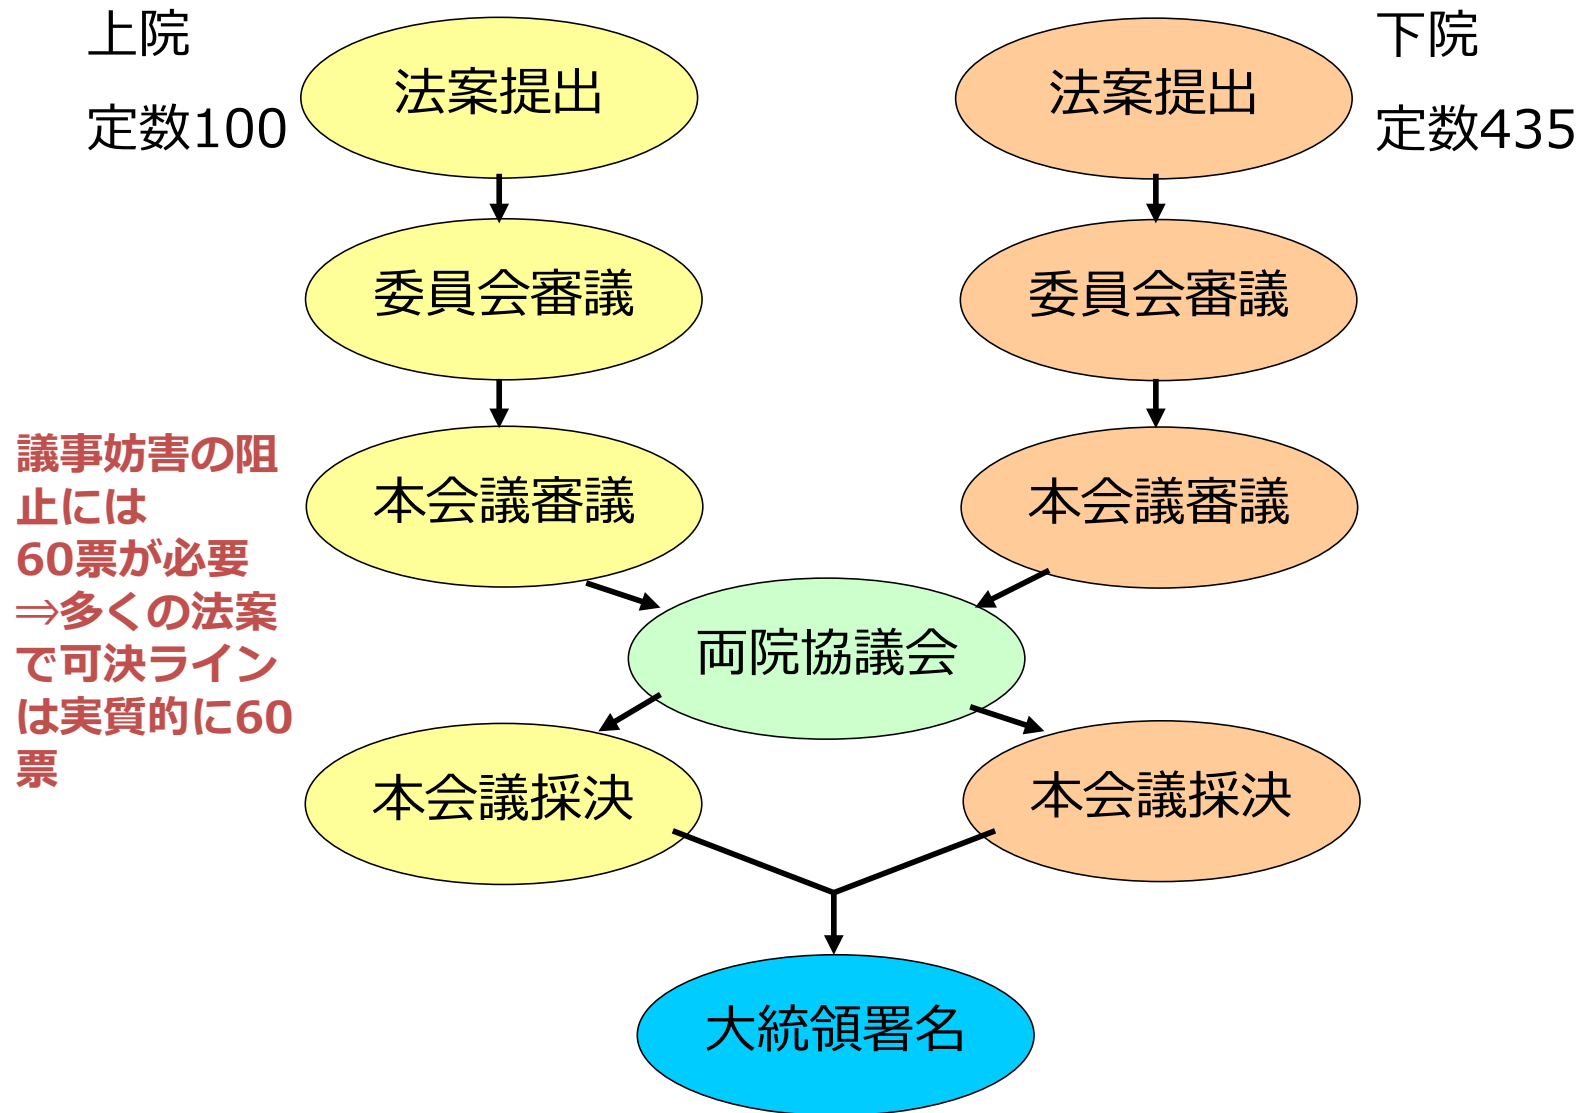 上院
定数100
法案提出
法案提出
下院
定数435
委員会審議
委員会審議
議事妨害の阻
止には
60票が必要
⇒多くの法案
で可決ライン
は実質的に60
票
本会議審議
本会議審議
両院協議会
本会議採決
本会議採決
大統領署名